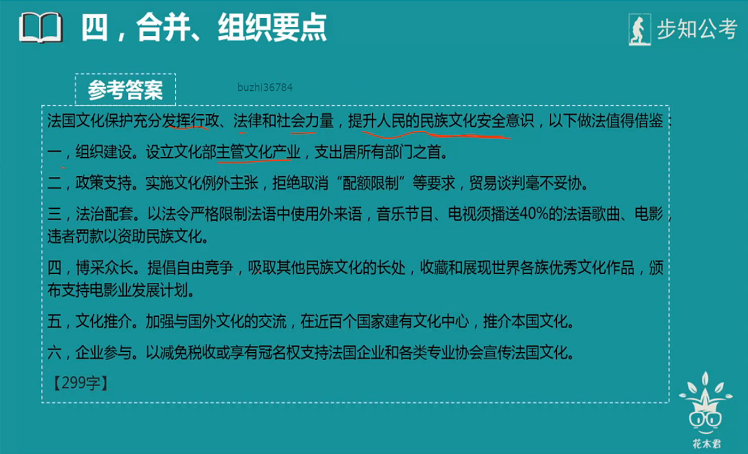 四，合并、组织要点
步知公考
参考答案
buzhi36784
法国文化保护充分发挥行政、法律和社会力量，提升人民的民族文化安全意识，以下做法值得借鉴：
一，组织建设。设立文化部主管文化产业，支出居所有部门之首。
二，政策支持。实施文化例外主张，拒绝取消“配额限制”等要求，贸易谈判毫不妥协。
三，法治配套。以法令严格限制法语中使用外来语，音乐节目、电视须播送40%的法语歌曲、电影，
违者罚款以资助民族文化。
四，博采众长。提倡自由竞争，吸取其他民族文化的长处，收藏和展现世界各族优秀文化作品，颁
布支持电影业发展计划。
五，文化推介。加强与国外文化的交流，在近百个国家建有文化中心，推介本国文化。
六，企业参与。以减免税收或享有冠名权支持法国企业和各类专业协会宣传法国文化。
【299字】
花木君